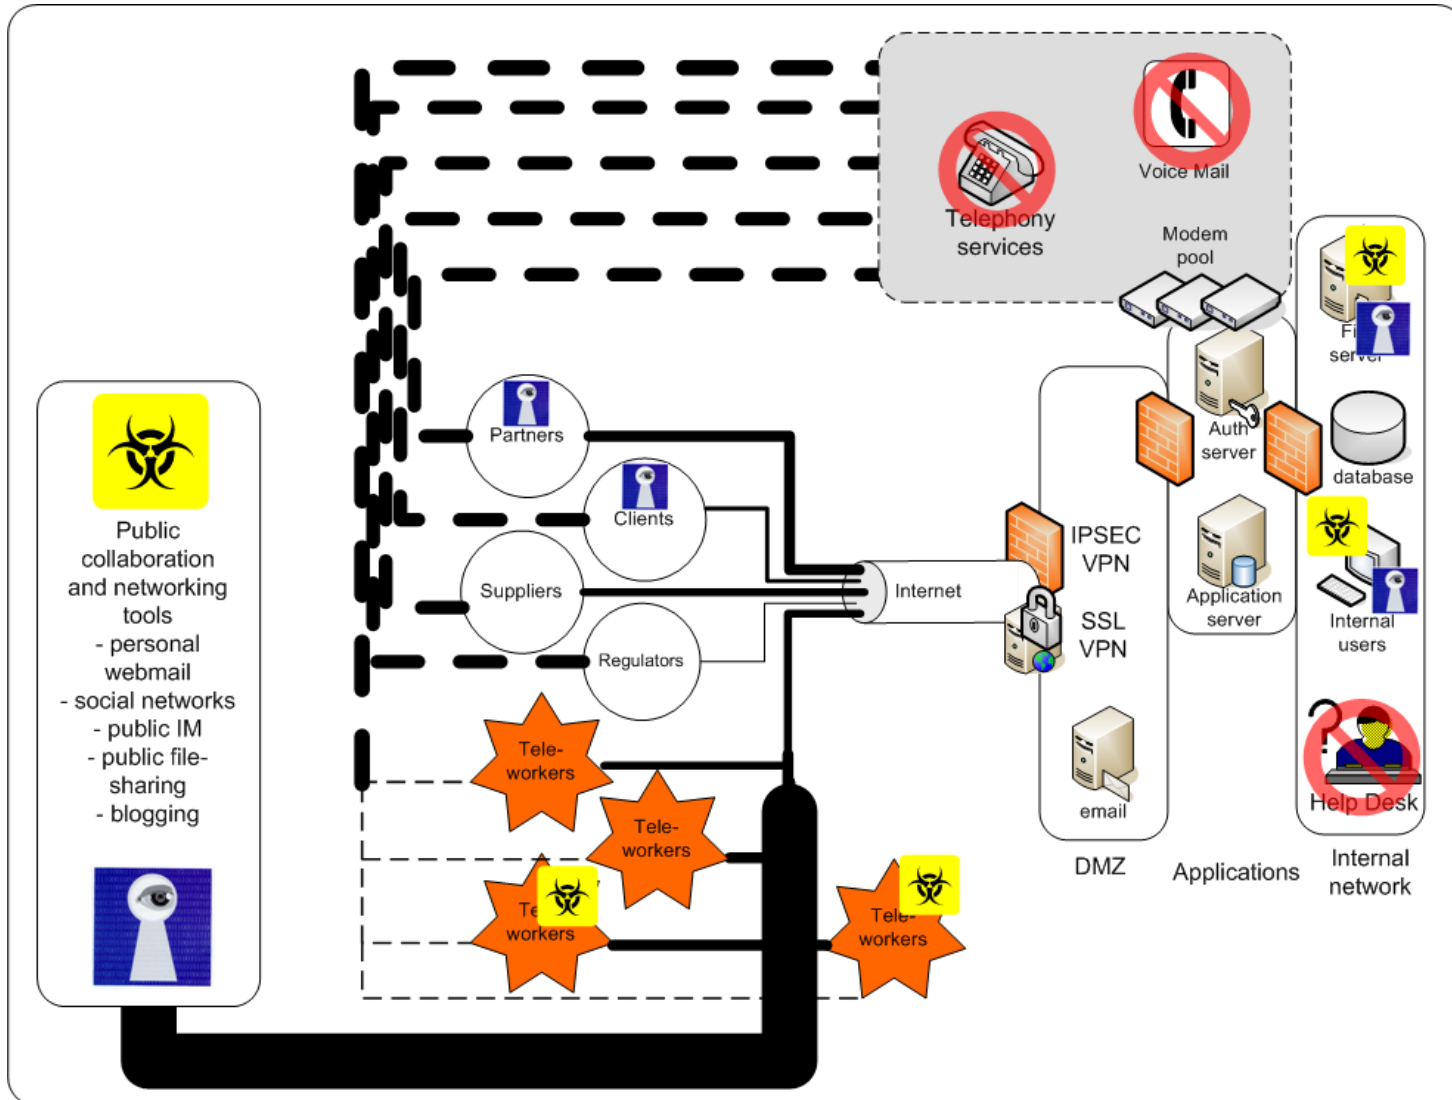 Voice Mail
Telephony
services
Modem
pool
server
Partners
Auth
server
database
Clients
Public
collaboration
and networking
tools
- personal
webmail
- social networks
- public IM
- public file-
sharing
- blogging
IPSEC
VPN
Suppliers
Internet
Application
server
SSL
VPN
Internal
users
Regulators
Tele-
workers
Tele-
workers
email
Help Desk
workers
Tele-
workers
DMZ
Applications
Internal
network